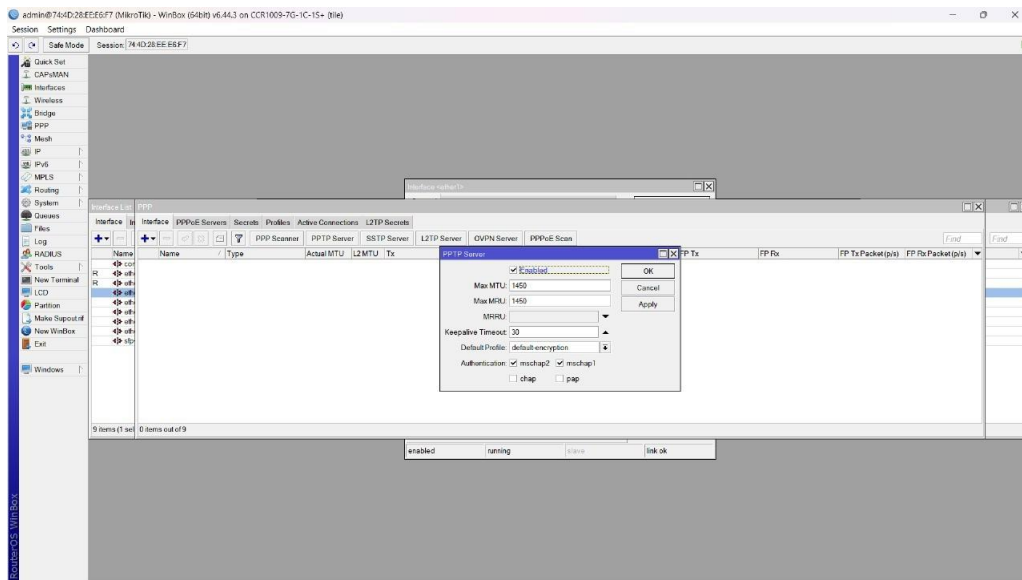 admin@74:4D:28:EE:E6:F7 (MikroTik) - WinBox (64bit) v6.44.3 on CCR1009-7G-1C-1S+ (tile)
Session Settings Dashboard
Safe Mode Session: 74:4D:28:EE:E6:F7
Quick Set
CAPsMAN
Interfaces
Wireless
Bridge
PPP
Mesh
IP
IPv6
MPLS
Routing
System
Queues
Files
Log
RADIUS
Tools
New Terminal
LCD
Partition
Make Supout.rif
New WinBox
Exit
Windows
RouterOS WinBox
Interface <ether1>
Interface List
Interface
Name
R
R
9 items (1 sel
PPP
Interface PPPoE Servers Secrets Profiles Active Connections L2TP Secrets
PPP Scanner PPTP Server SSTP Server L2TP Server OVPN Server PPPoE Scan Find Find
Name / Type Actual MTU L2 MTU Tx FP Tx FP Rx FP Tx Packet (p/s) FP Rx Packet (p/s)
0 items out of 9
PPTP Server
Enabled OK
Max MTU: 1450 Cancel
Max MRU: 1450 Apply
MRRU:
Keepalive Timeout: 30
Default Profile: default-encryption
Authentication: mschap2 mschap1
chap pap
enabled running slave link ok